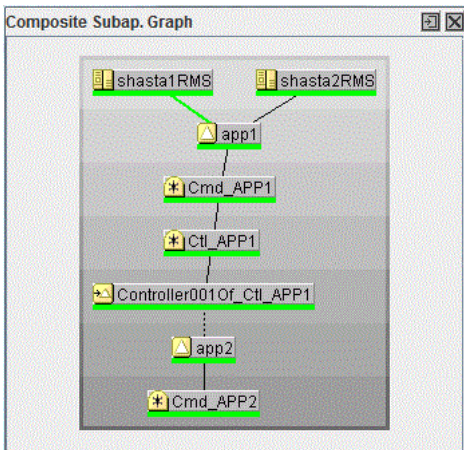 Composite Subap. Graph
shasta1RMS shasta2RMS
app1
Cmd_APP1
Ctl_APP1
Controller001Of_Ctl_APP1
app2
Cmd_APP2